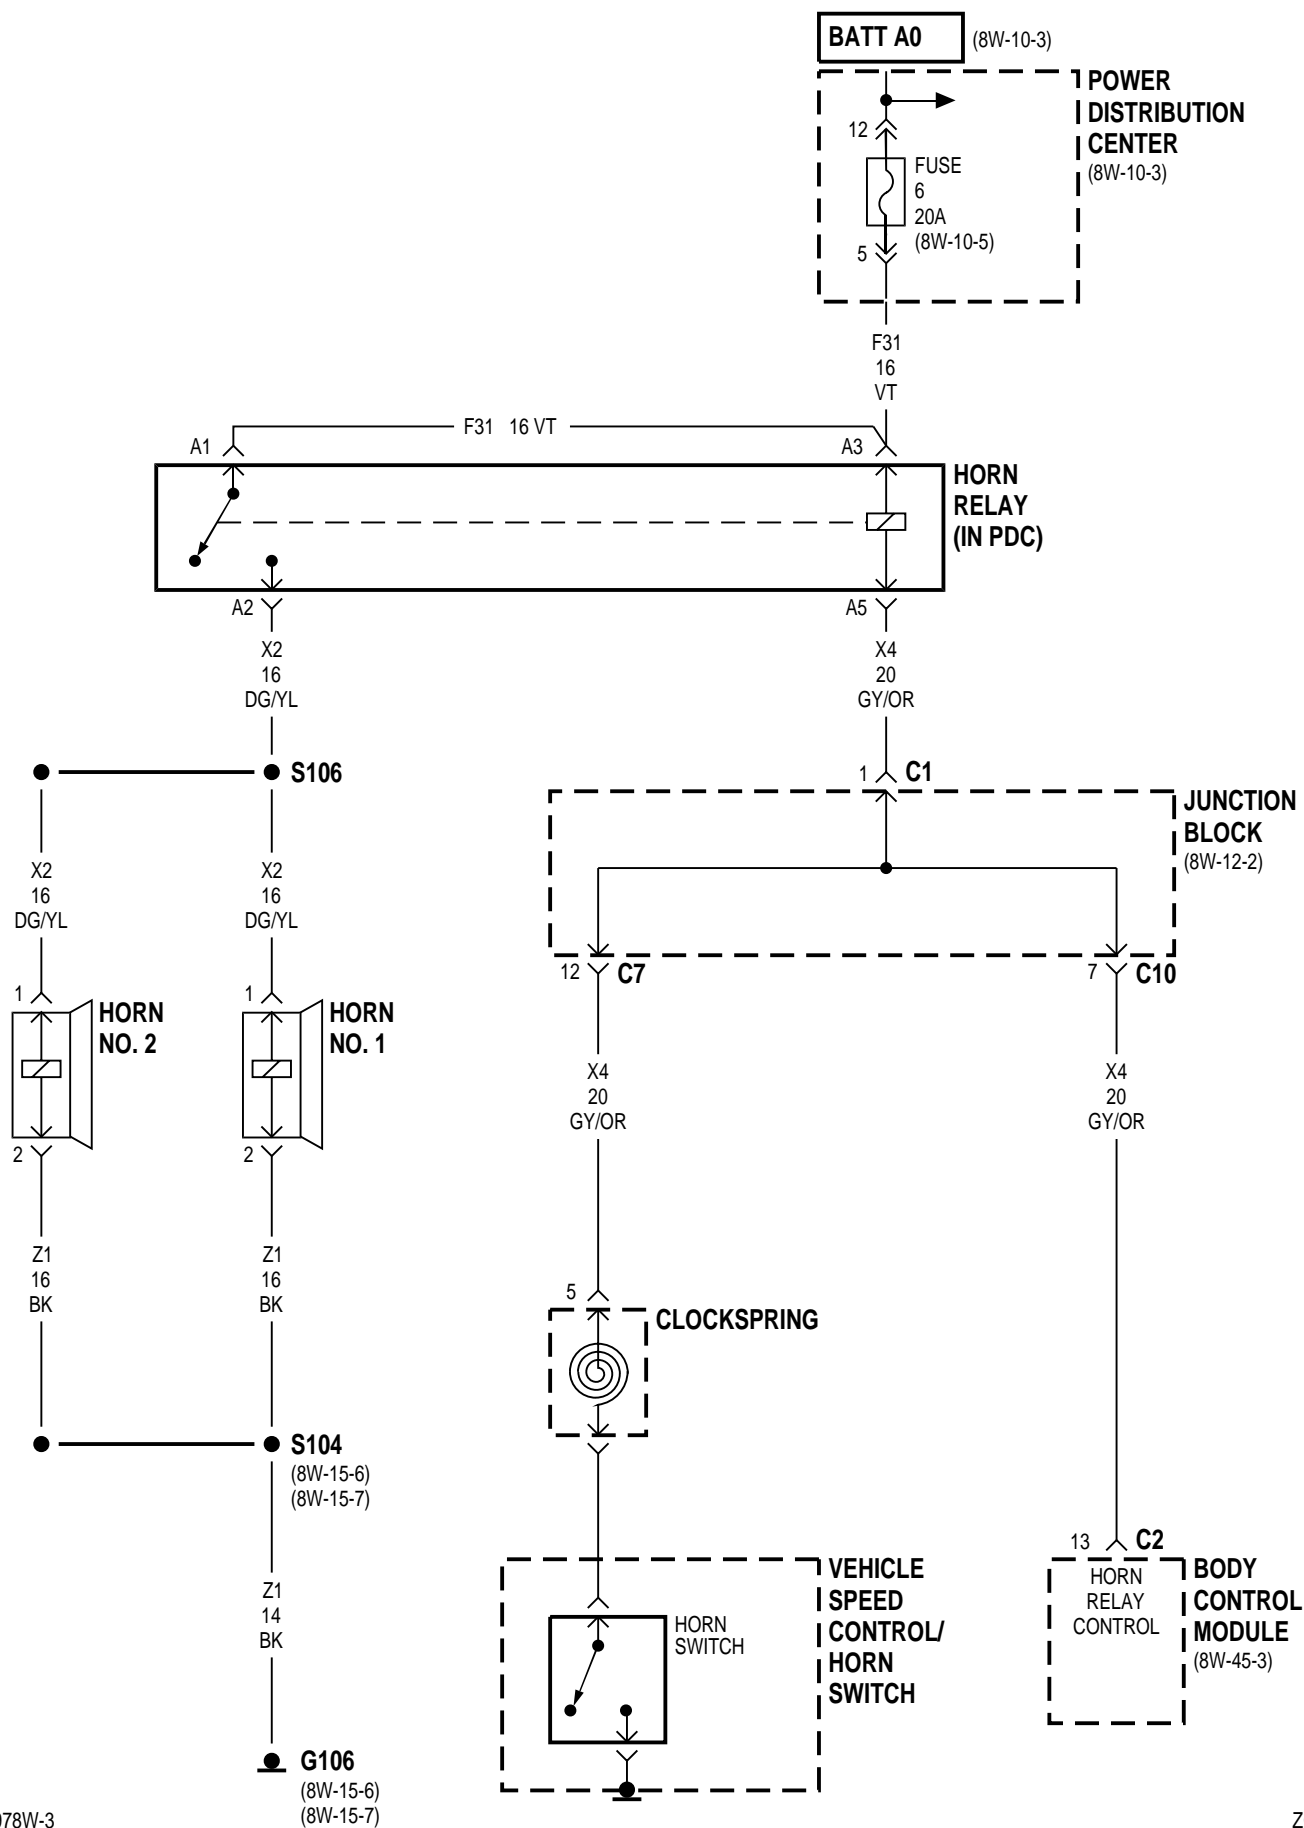 BATT A0
(8W-10-3)
POWER
DISTRIBUTION
CENTER
(8W-10-3)
12
FUSE
6
20A
(8W-10-5)
5
F31
16
VT
F31 16 VT
A1
A3
HORN
RELAY
(IN PDC)
A2
A5
X2
16
DG/YL
X4
20
GY/OR
S106
1
C1
JUNCTION
BLOCK
(8W-12-2)
X2
16
DG/YL
X2
16
DG/YL
12
C7
7
C10
1
HORN
NO. 2
1
HORN
NO. 1
X4
20
GY/OR
X4
20
GY/OR
2
2
Z1
16
BK
Z1
16
BK
5
CLOCKSPRING
S104
(8W-15-6)
(8W-15-7)
13
C2
HORN
RELAY
CONTROL
BODY
CONTROL
MODULE
(8W-45-3)
VEHICLE
SPEED
CONTROL/
HORN
SWITCH
HORN
SWITCH
Z1
14
BK
G106
(8W-15-6)
(8W-15-7)
078W-3
Z